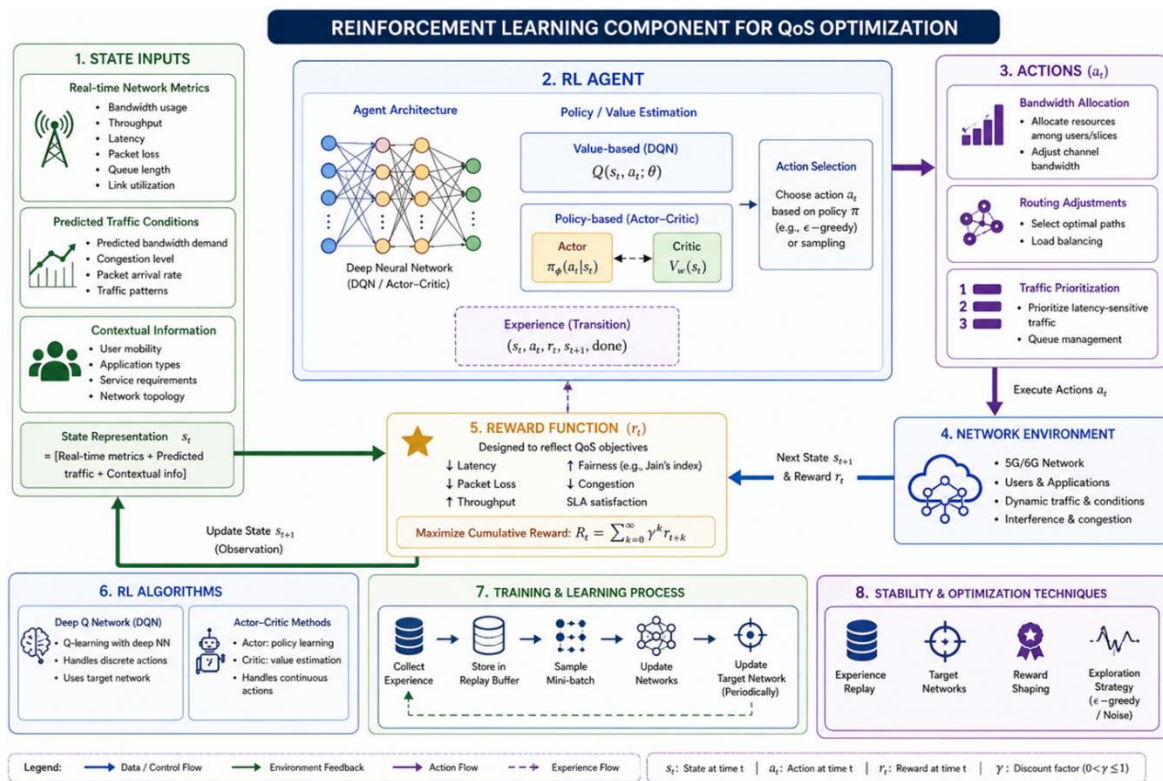 REINFORCEMENT LEARNING COMPONENT FOR QoS OPTIMIZATION
1. STATE INPUTS
Real-time Network Metrics
• Bandwidth usage
• Throughput
• Latency
• Packet loss
• Queue length
• Link utilization
Predicted Traffic Conditions
• Predicted bandwidth demand
• Congestion level
• Packet arrival rate
• Traffic patterns
Contextual Information
• User mobility
• Application types
• Service requirements
• Network topology
State Representation s_t
= [Real-time metrics + Predicted
traffic + Contextual info]
2. RL AGENT
Agent Architecture
Deep Neural Network
(DQN / Actor–Critic)
Policy / Value Estimation
Value-based (DQN)
Q(s_t, a_t; θ)
Policy-based (Actor–Critic)
Actor
π_ϕ(a_t|s_t)
Critic
V_w(s_t)
Action Selection
Choose action a_t
based on policy π
(e.g., ϵ−greedy)
or sampling
Experience (Transition)
(s_t, a_t, r_t, s_{t+1}, done)
3. ACTIONS (a_t)
Bandwidth Allocation
• Allocate resources
among users/slices
• Adjust channel
bandwidth
Routing Adjustments
• Select optimal paths
• Load balancing
Traffic Prioritization
1
2
3
• Prioritize latency-sensitive
traffic
• Queue management
Execute Actions a_t
4. NETWORK ENVIRONMENT
• 5G/6G Network
• Users & Applications
• Dynamic traffic & conditions
• Interference & congestion
Next State s_{t+1}
& Reward r_t
5. REWARD FUNCTION (r_t)
Designed to reflect QoS objectives
↓ Latency
↓ Packet Loss
↑ Throughput
↑ Fairness (e.g., Jain's index)
↓ Congestion
SLA satisfaction
Maximize Cumulative Reward: R_t = ∑_{k=0}^{∞} γ^k r_{t+k}
Update State s_{t+1}
(Observation)
6. RL ALGORITHMS
Deep Q Network (DQN)
• Q-learning with deep NN
• Handles discrete actions
• Uses target network
Actor–Critic Methods
• Actor: policy learning
• Critic: value estimation
• Handles continuous
actions
7. TRAINING & LEARNING PROCESS
Collect
Experience
Store in
Replay Buffer
Sample
Mini-batch
Update
Networks
Update
Target Network
(Periodically)
8. STABILITY & OPTIMIZATION TECHNIQUES
Experience
Replay
Target
Networks
Reward
Shaping
Exploration
Strategy
(ϵ−greedy
/ Noise)
Legend:
Data / Control Flow
Environment Feedback
Action Flow
Experience Flow
s_t: State at time t | a_t: Action at time t | r_t: Reward at time t | γ: Discount factor (0<γ≤1)